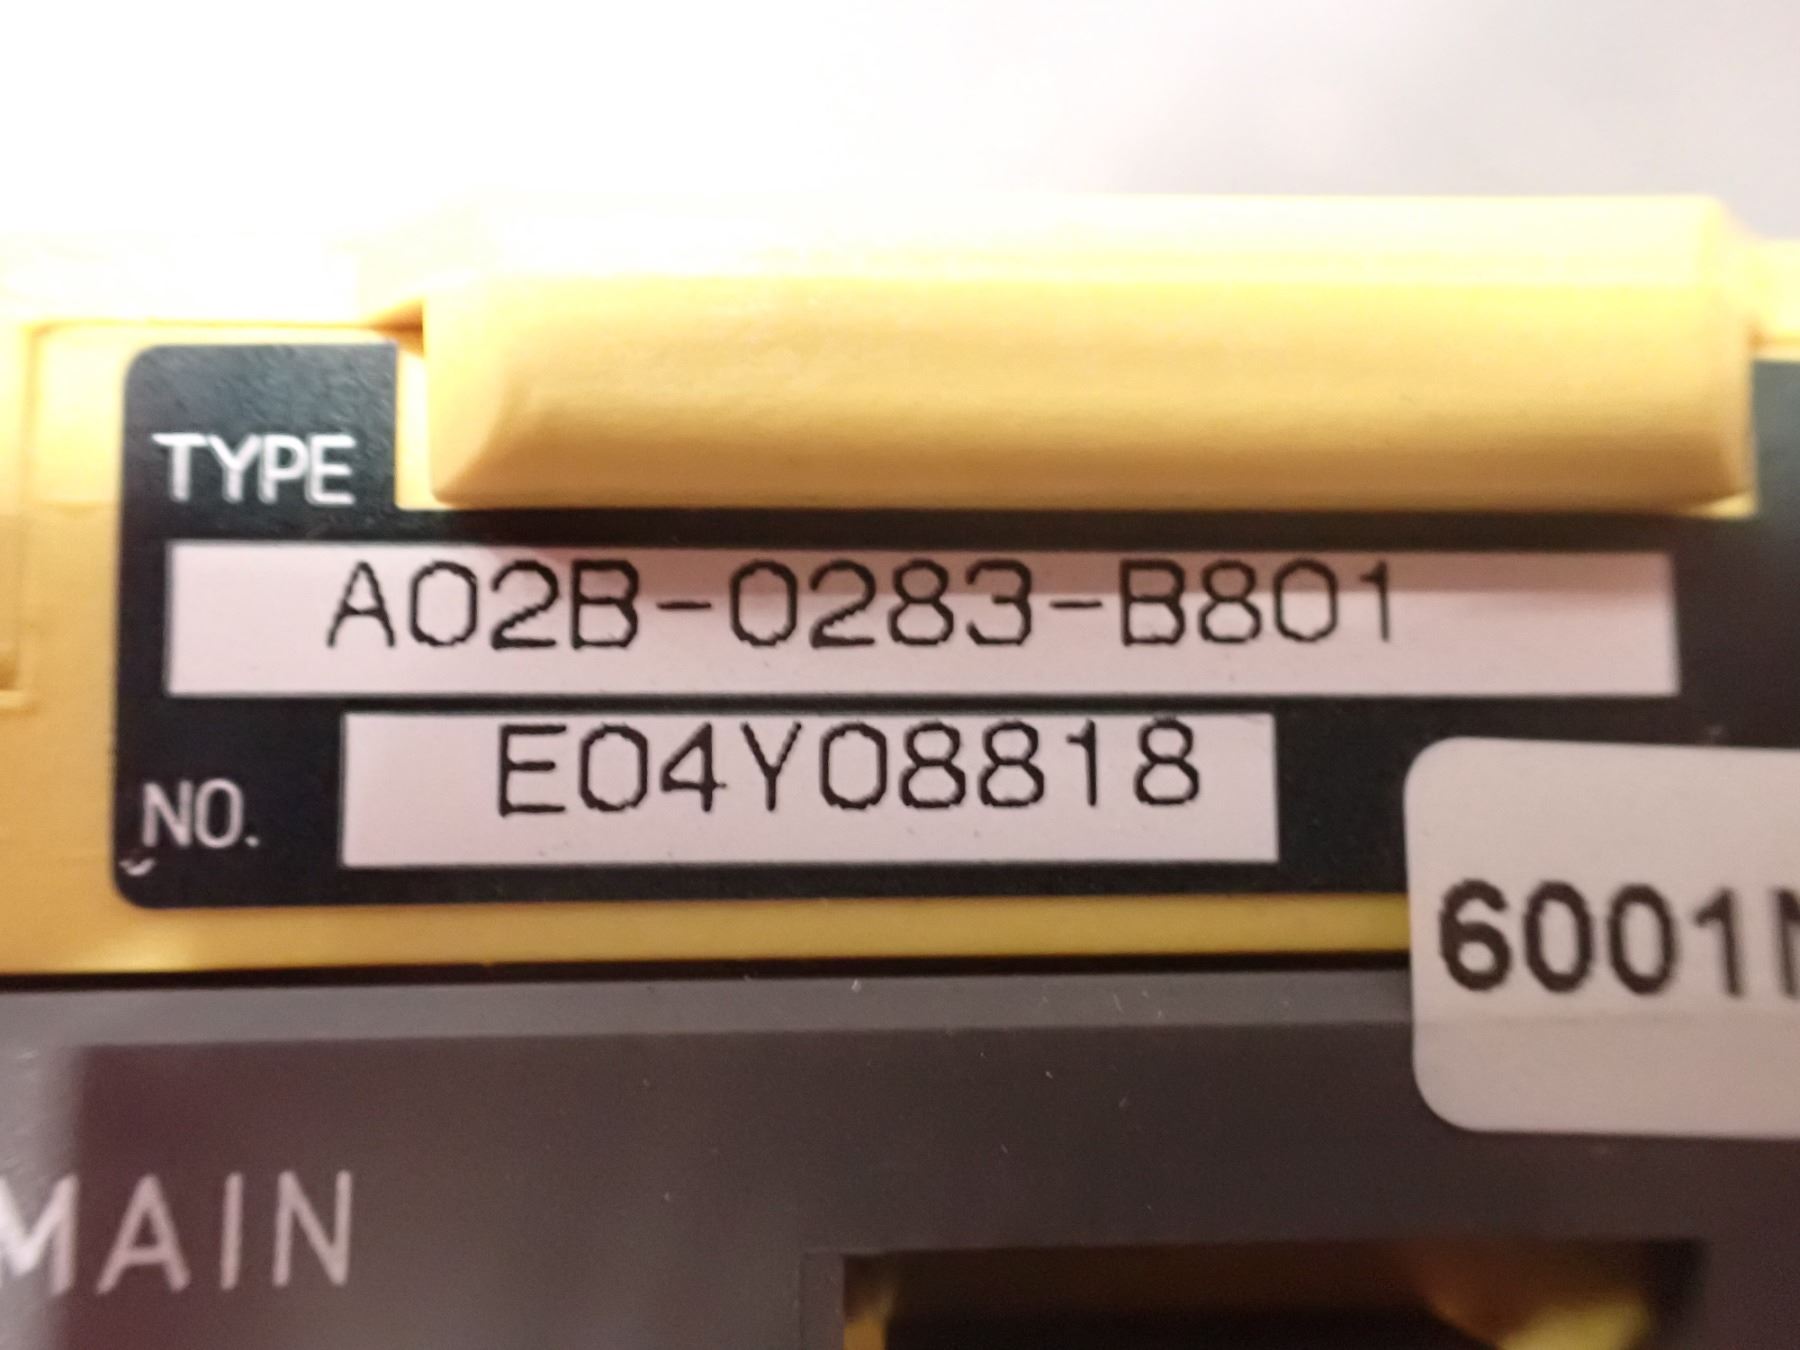 TYPE
A02B-0283-B801
NO.
E04Y08818
6001
MAIN